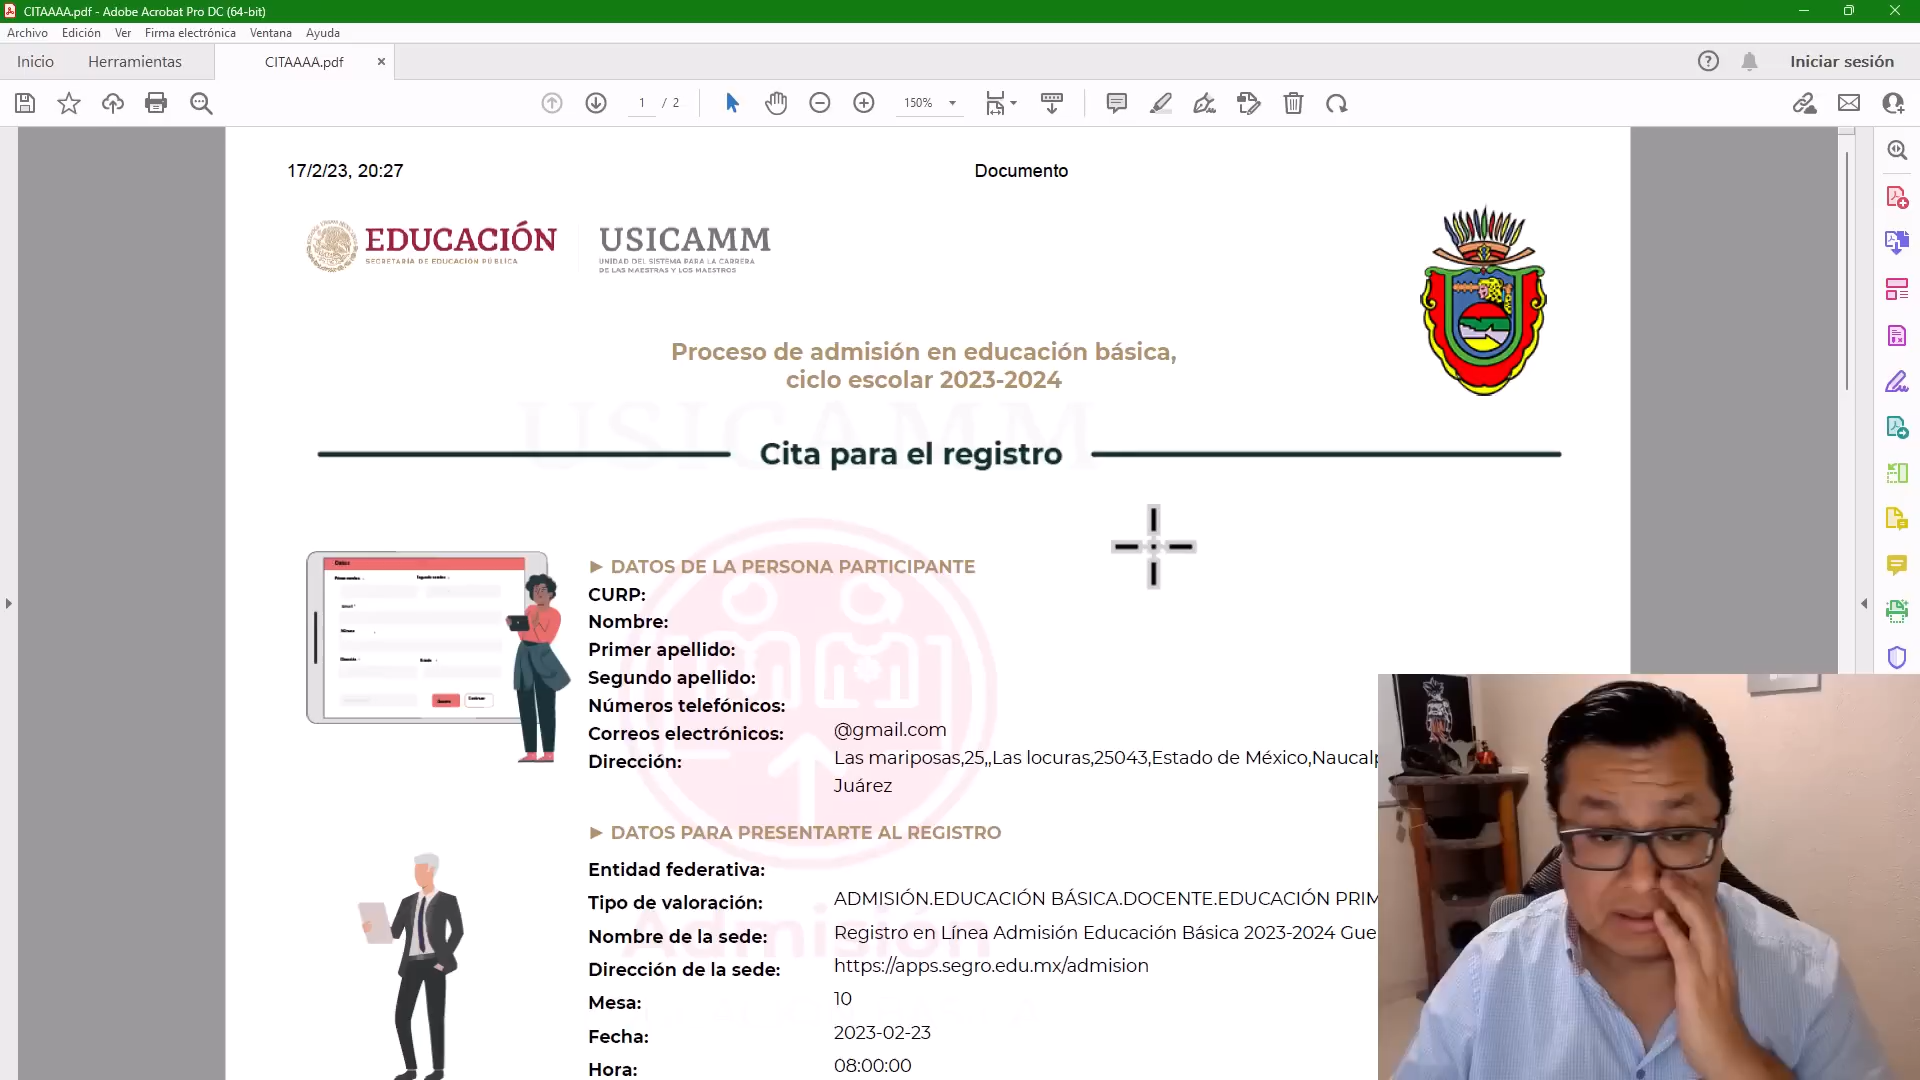 CITAAAA.pdf - Adobe Acrobat Pro DC (64-bit)
Archivo Edición Ver Firma electrónica Ventana Ayuda
Inicio Herramientas CITAAAA.pdf Iniciar sesión
1 / 2 150%
17/2/23, 20:27 Documento
EDUCACIÓN
SECRETARÍA DE EDUCACIÓN PÚBLICA
USICAMM
UNIDAD DEL SISTEMA PARA LA CARRERA
DE LAS MAESTRAS Y LOS MAESTROS
Proceso de admisión en educación básica,
ciclo escolar 2023-2024
USICAMM
Cita para el registro
Datos
► DATOS DE LA PERSONA PARTICIPANTE
CURP:
Nombre:
Primer apellido:
Segundo apellido:
Números telefónicos:
Correos electrónicos: @gmail.com
Dirección: Las mariposas,25,,Las locuras,25043,Estado de México,Naucalp
Juárez
► DATOS PARA PRESENTARTE AL REGISTRO
Entidad federativa:
Tipo de valoración: ADMISIÓN.EDUCACIÓN BÁSICA.DOCENTE.EDUCACIÓN PRIM
Admisión
Nombre de la sede: Registro en Línea Admisión Educación Básica 2023-2024 Gue
Dirección de la sede: https://apps.segro.edu.mx/admision
Mesa: 10
Fecha: 2023-02-23
Hora: 08:00:00